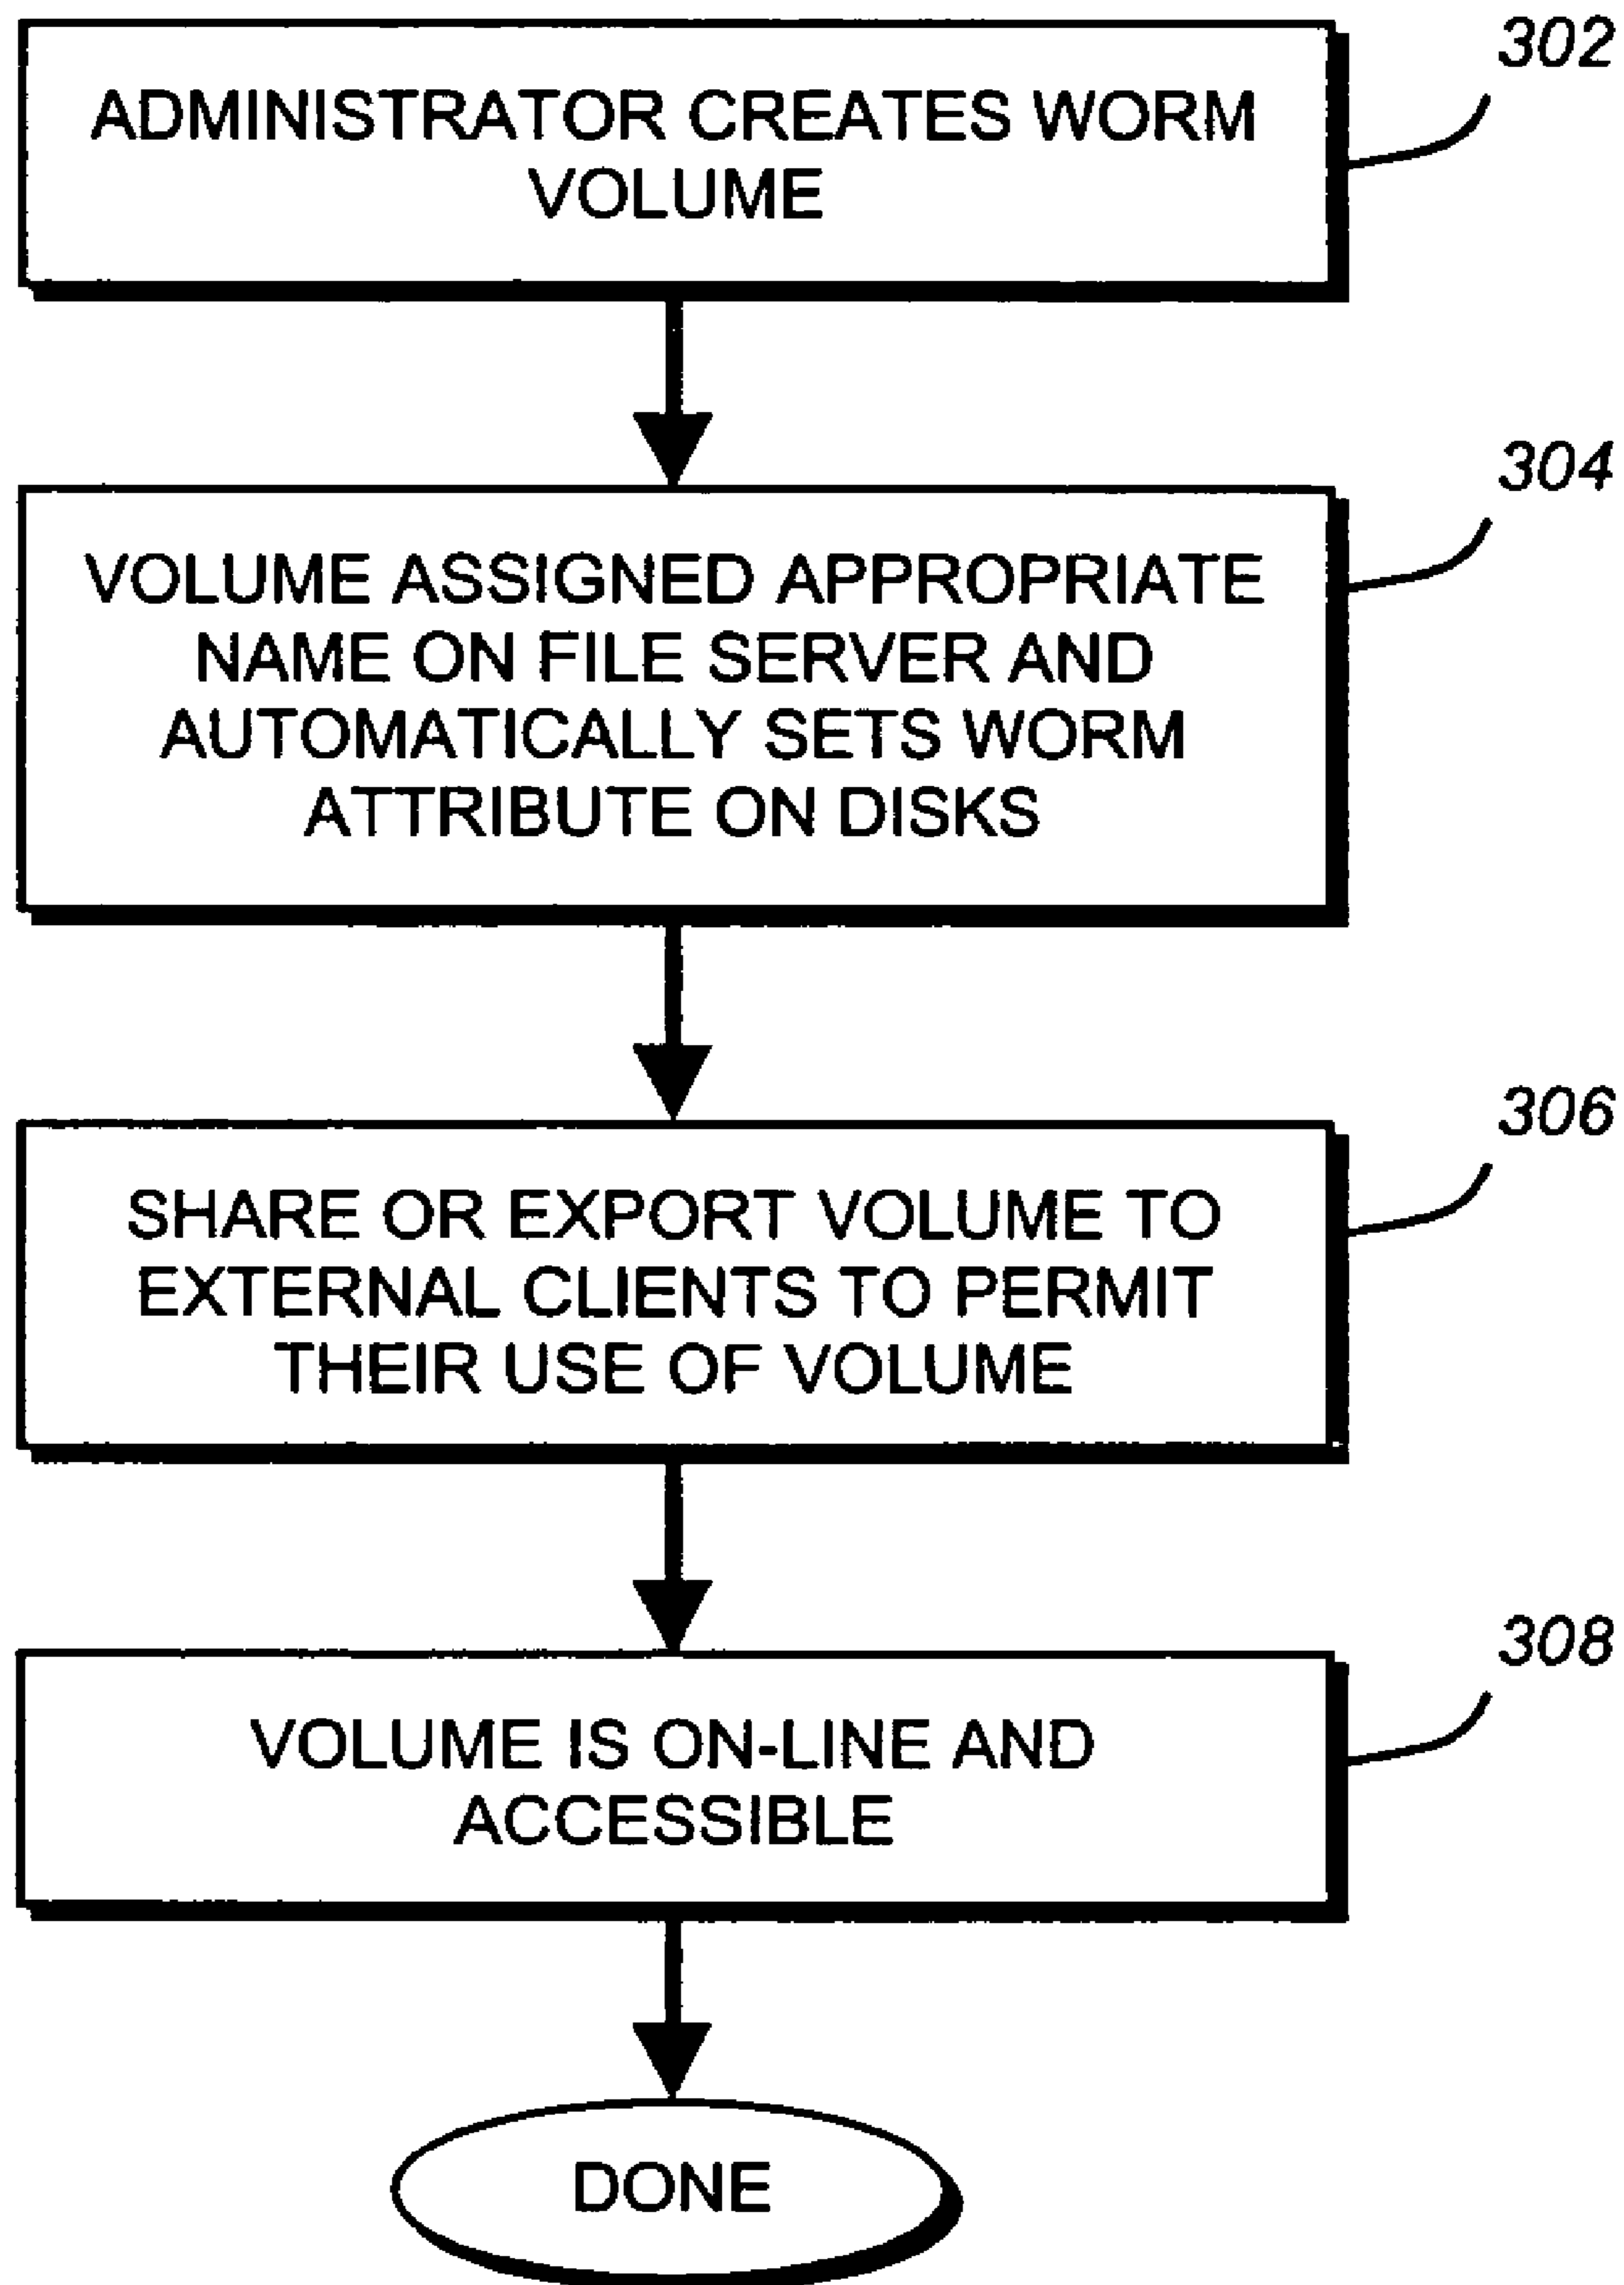 302
ADMINISTRATOR CREATES WORM
VOLUME
304
VOLUME ASSIGNED APPROPRIATE
NAME ON FILE SERVER AND
AUTOMATICALLY SETS WORM
ATTRIBUTE ON DISKS
306
SHARE OR EXPORT VOLUME TO
EXTERNAL CLIENTS TO PERMIT
THEIR USE OF VOLUME
308
VOLUME IS ON-LINE AND
ACCESSIBLE
DONE